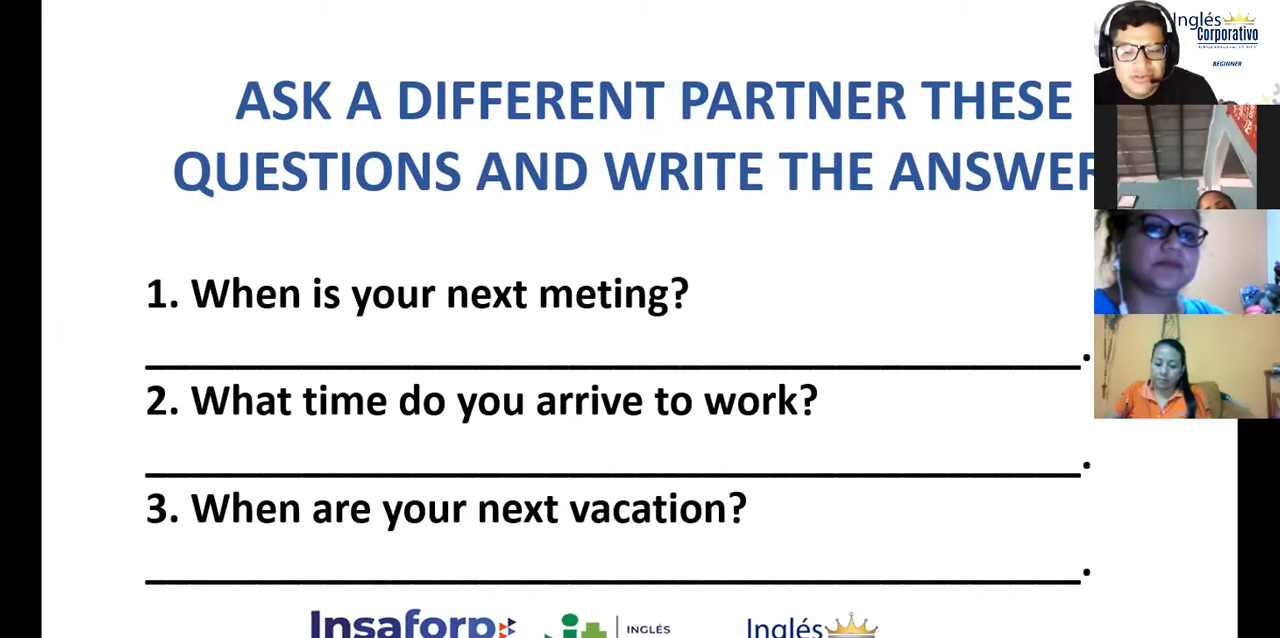 Inglés
Corporativo
BEGINNER
ASK A DIFFERENT PARTNER THESE
QUESTIONS AND WRITE THE ANSWER
1. When is your next meting?
.
2. What time do you arrive to work?
.
3. When are your next vacation?
.
Insaforp
INGLÉS
Inglés